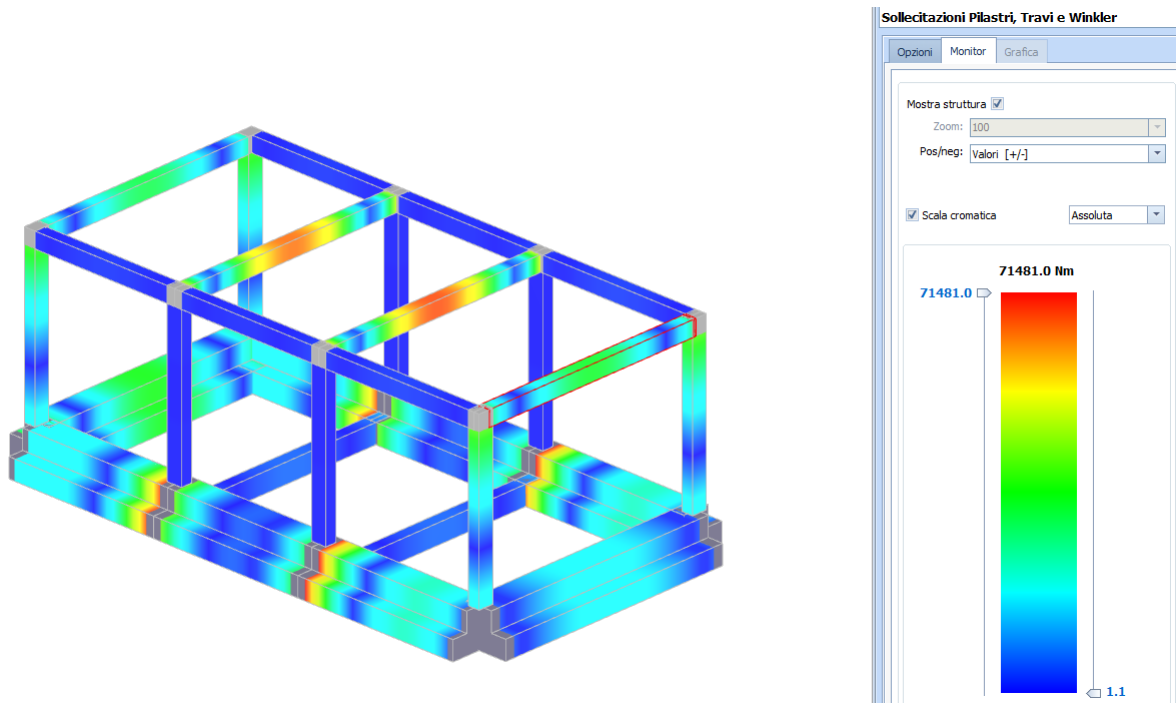 Sollecitazioni Pilastri, Travi e Winkler
Opzioni Monitor Grafica
Mostra struttura
Zoom: 100
Pos/neg: Valori [+/-]
Scala cromatica Assoluta
71481.0 Nm
71481.0
1.1